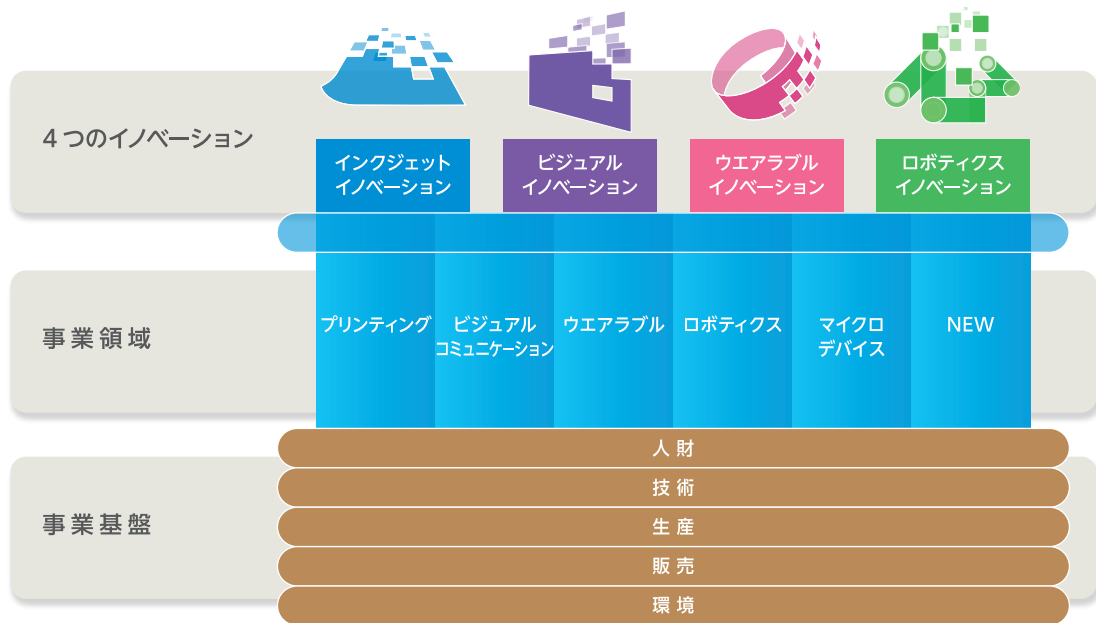 4つのイノベーション
インクジェット
イノベーション
ビジュアル
イノベーション
ウエアラブル
イノベーション
ロボティクス
イノベーション
事業領域
プリンティング
ビジュアル
コミュニケーション
ウエアラブル
ロボティクス
マイクロ
デバイス
NEW
事業基盤
人財
技術
生産
販売
環境